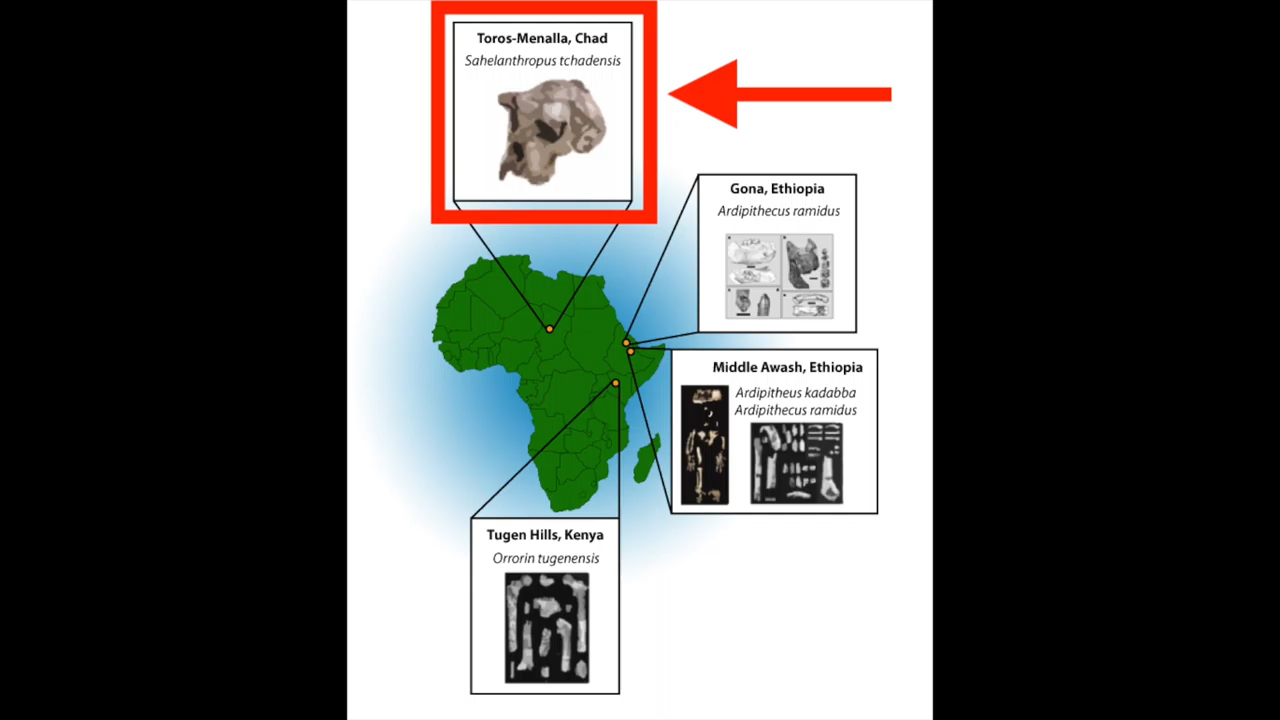 Toros-Menalla, Chad
Sahelanthropus tchadensis
Gona, Ethiopia
Ardipithecus ramidus
Middle Awash, Ethiopia
Ardipitheus kadabba
Ardipithecus ramidus
Tugen Hills, Kenya
Orrorin tugenensis